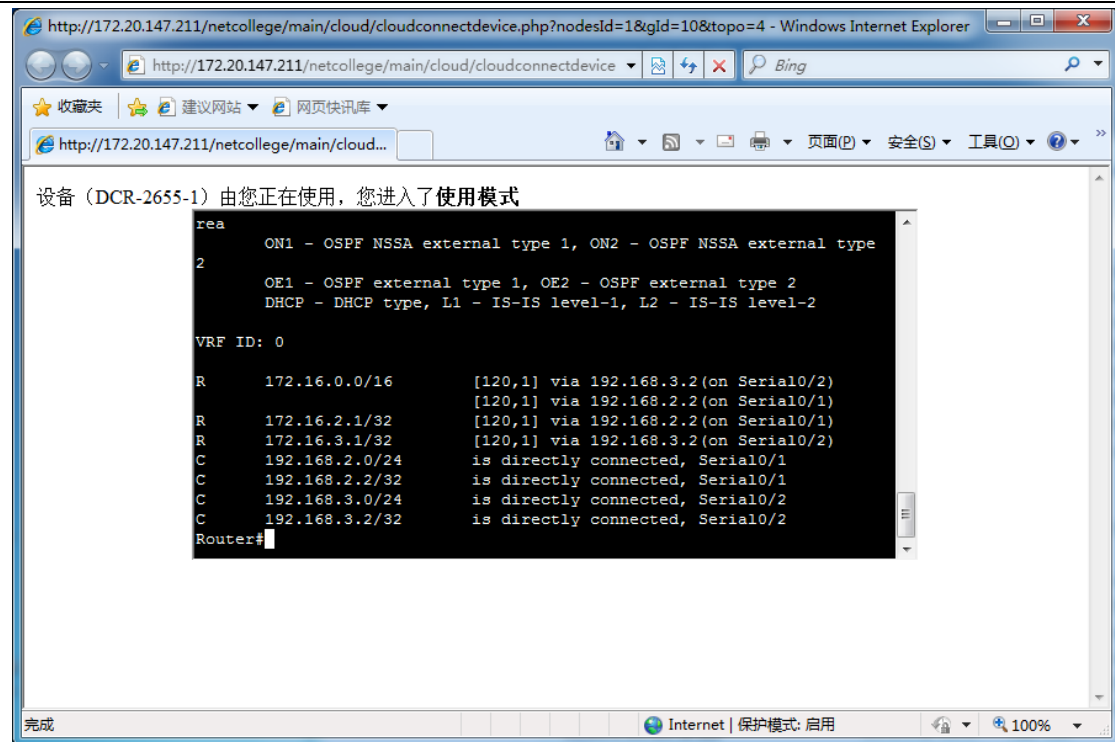 http://172.20.147.211/netcollege/main/cloud/cloudconnectdevice.php?nodesId=1&gId=10&topo=4 - Windows Internet Explorer
http://172.20.147.211/netcollege/main/cloud/cloudconnectdevice
Bing
收藏夹 建议网站 网页快讯库
http://172.20.147.211/netcollege/main/cloud... 页面(P) 安全(S) 工具(O)
设备（DCR-2655-1）由您正在使用，您进入了使用模式
rea
ON1 - OSPF NSSA external type 1, ON2 - OSPF NSSA external type
2
OE1 - OSPF external type 1, OE2 - OSPF external type 2
DHCP - DHCP type, L1 - IS-IS level-1, L2 - IS-IS level-2
VRF ID: 0
R 172.16.0.0/16 [120,1] via 192.168.3.2(on Serial0/2)
[120,1] via 192.168.2.2(on Serial0/1)
R 172.16.2.1/32 [120,1] via 192.168.2.2(on Serial0/1)
R 172.16.3.1/32 [120,1] via 192.168.3.2(on Serial0/2)
C 192.168.2.0/24 is directly connected, Serial0/1
C 192.168.2.2/32 is directly connected, Serial0/1
C 192.168.3.0/24 is directly connected, Serial0/2
C 192.168.3.2/32 is directly connected, Serial0/2
Router#
完成 Internet | 保护模式: 启用 100%